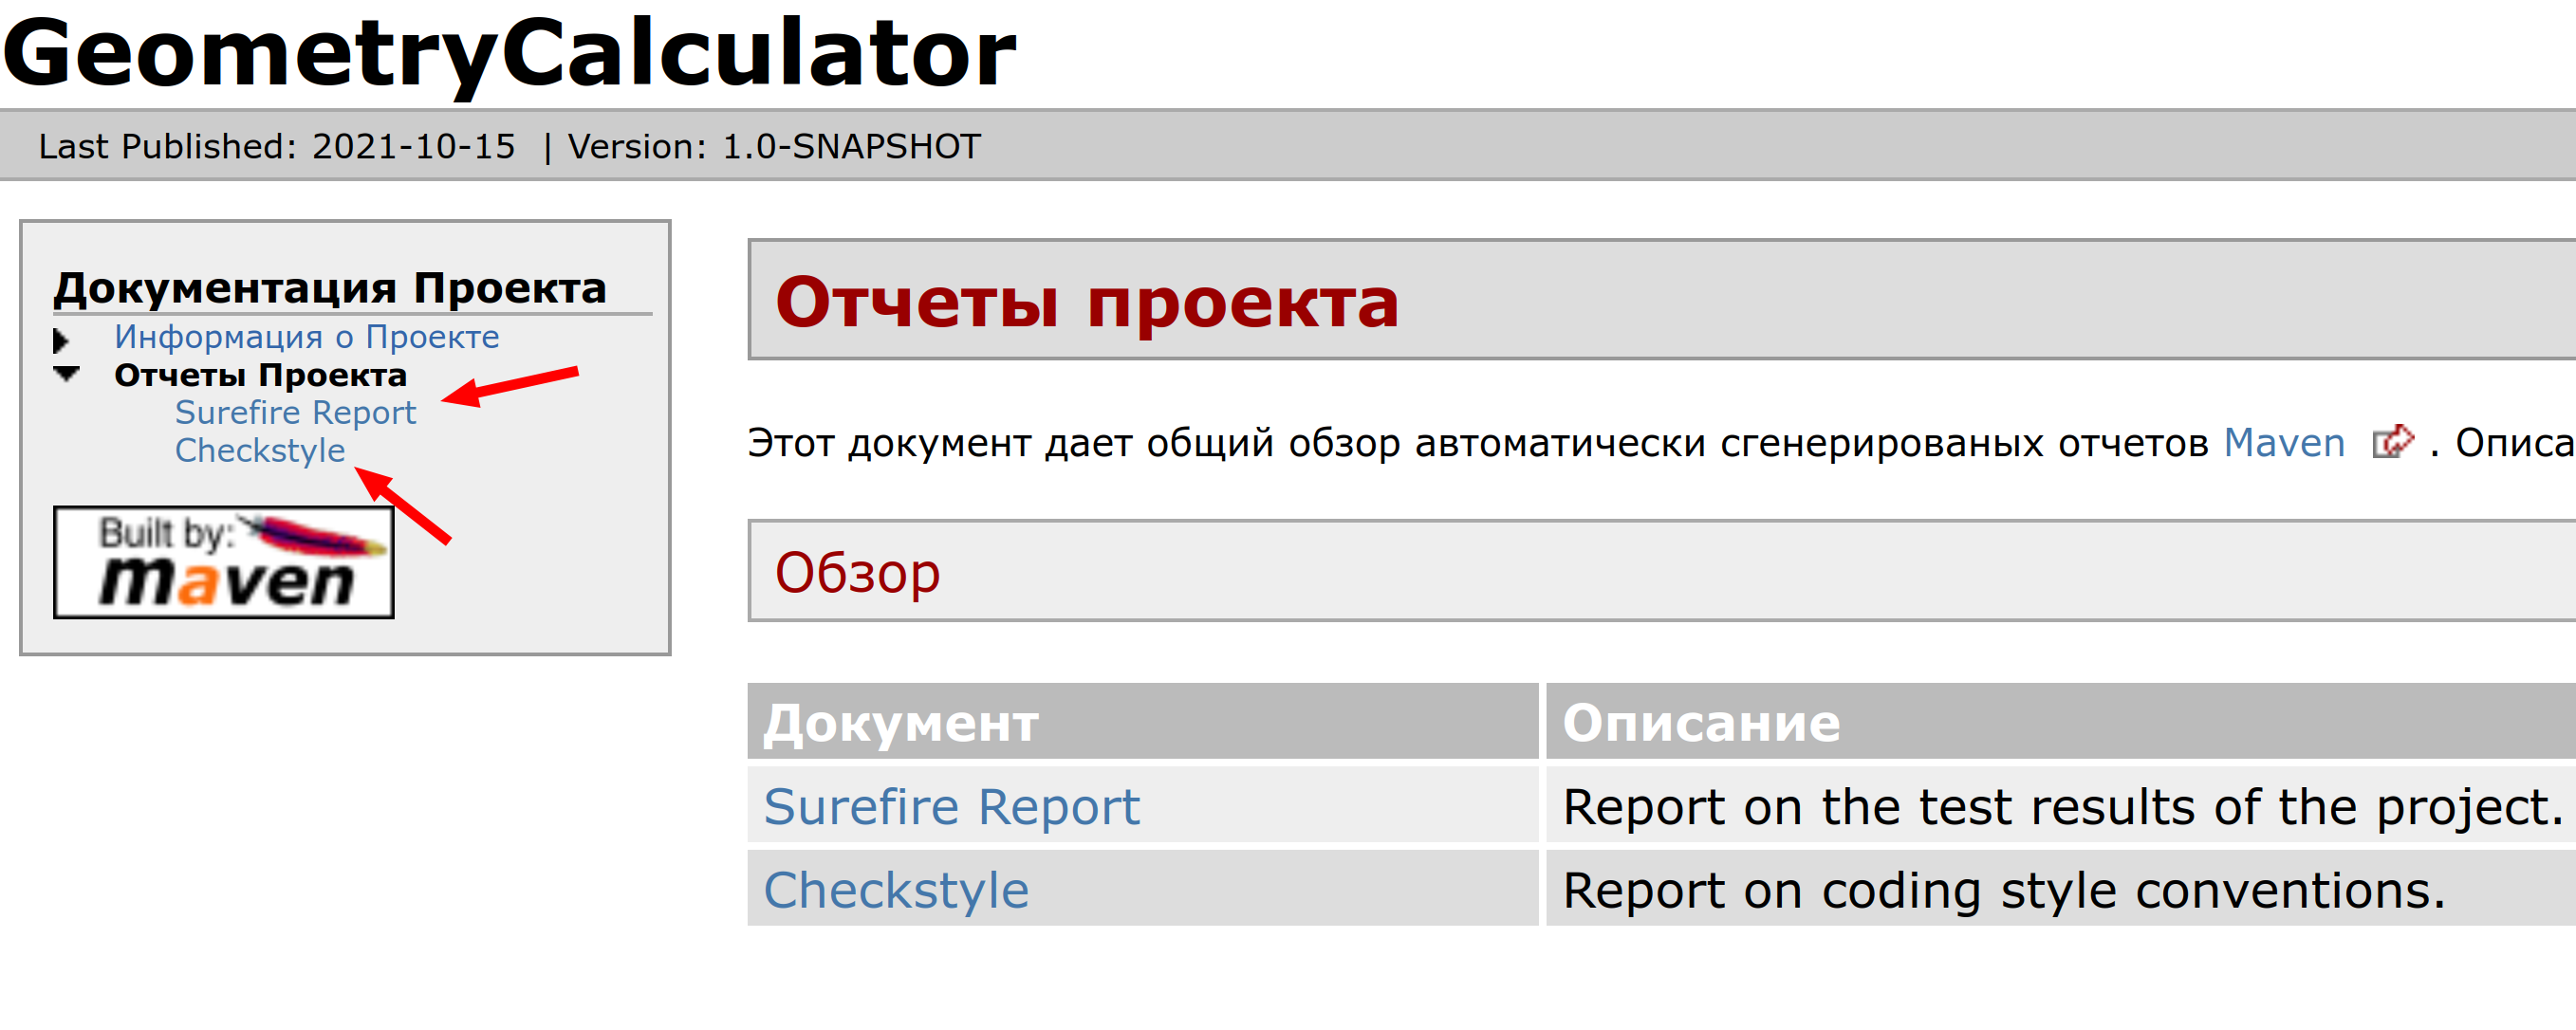 GeometryCalculator
Last Published: 2021-10-15 | Version: 1.0-SNAPSHOT
Документация Проекта
Информация о Проекте
Отчеты Проекта
Surefire Report
Checkstyle
Built by:
maven
Отчеты проекта
Этот документ дает общий обзор автоматически сгенерированых отчетов Maven . Описа
Обзор
Документ Описание
Surefire Report Report on the test results of the project.
Checkstyle Report on coding style conventions.